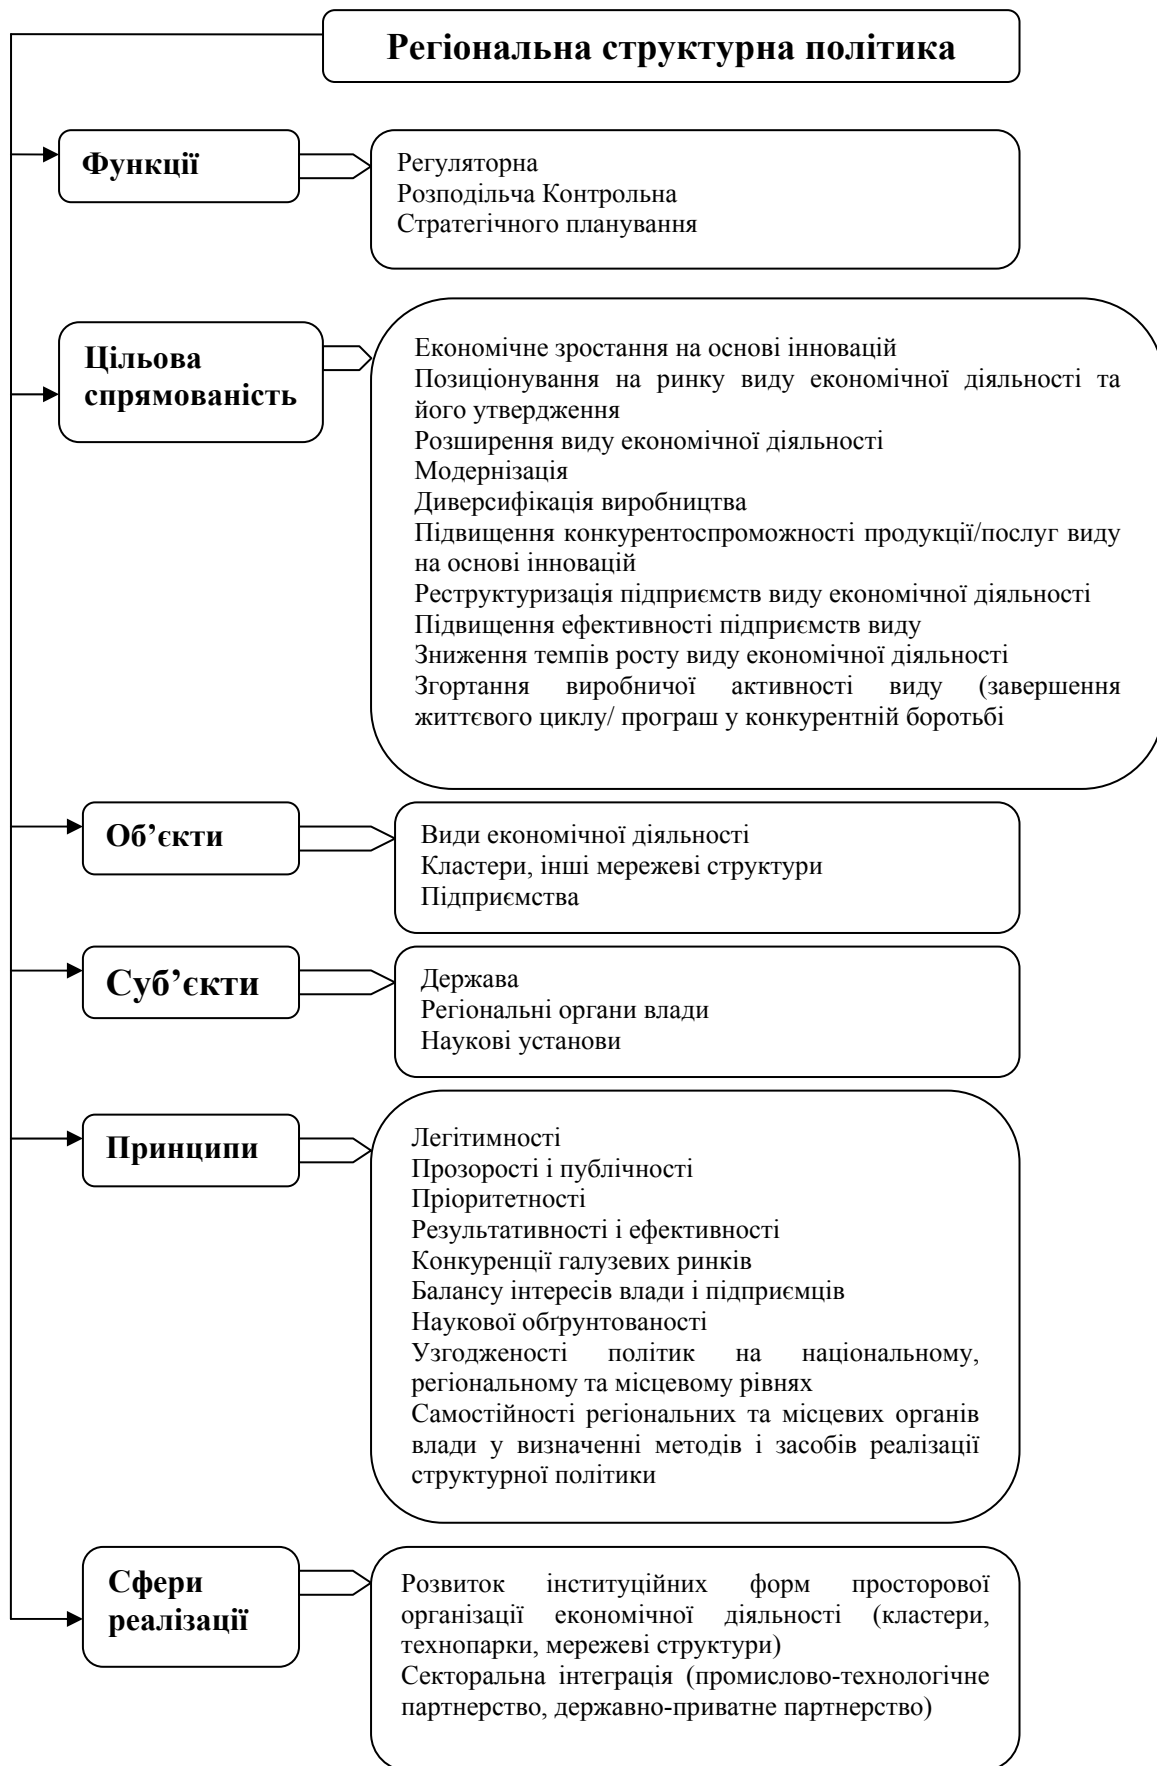 Регіональна структурна політика
Функції
Регуляторна
Розподільча Контрольна
Стратегічного планування
Цільова
спрямованість
Економічне зростання на основі інновацій
Позиціонування на ринку виду економічної діяльності та
його утвердження
Розширення виду економічної діяльності
Модернізація
Диверсифікація виробництва
Підвищення конкурентоспроможності продукції/послуг виду
на основі інновацій
Реструктуризація підприємств виду економічної діяльності
Підвищення ефективності підприємств виду
Зниження темпів росту виду економічної діяльності
Згортання виробничої активності виду (завершення
життєвого циклу/ програш у конкурентній боротьбі
Об’єкти
Види економічної діяльності
Кластери, інші мережеві структури
Підприємства
Суб’єкти
Держава
Регіональні органи влади
Наукові установи
Принципи
Легітимності
Прозорості і публічності
Пріоритетності
Результативності і ефективності
Конкуренції галузевих ринків
Балансу інтересів влади і підприємців
Наукової обґрунтованості
Узгодженості політик на національному,
регіональному та місцевому рівнях
Самостійності регіональних та місцевих органів
влади у визначенні методів і засобів реалізації
структурної політики
Сфери
реалізації
Розвиток інституційних форм просторової
організації економічної діяльності (кластери,
технопарки, мережеві структури)
Секторальна інтеграція (промислово-технологічне
партнерство, державно-приватне партнерство)